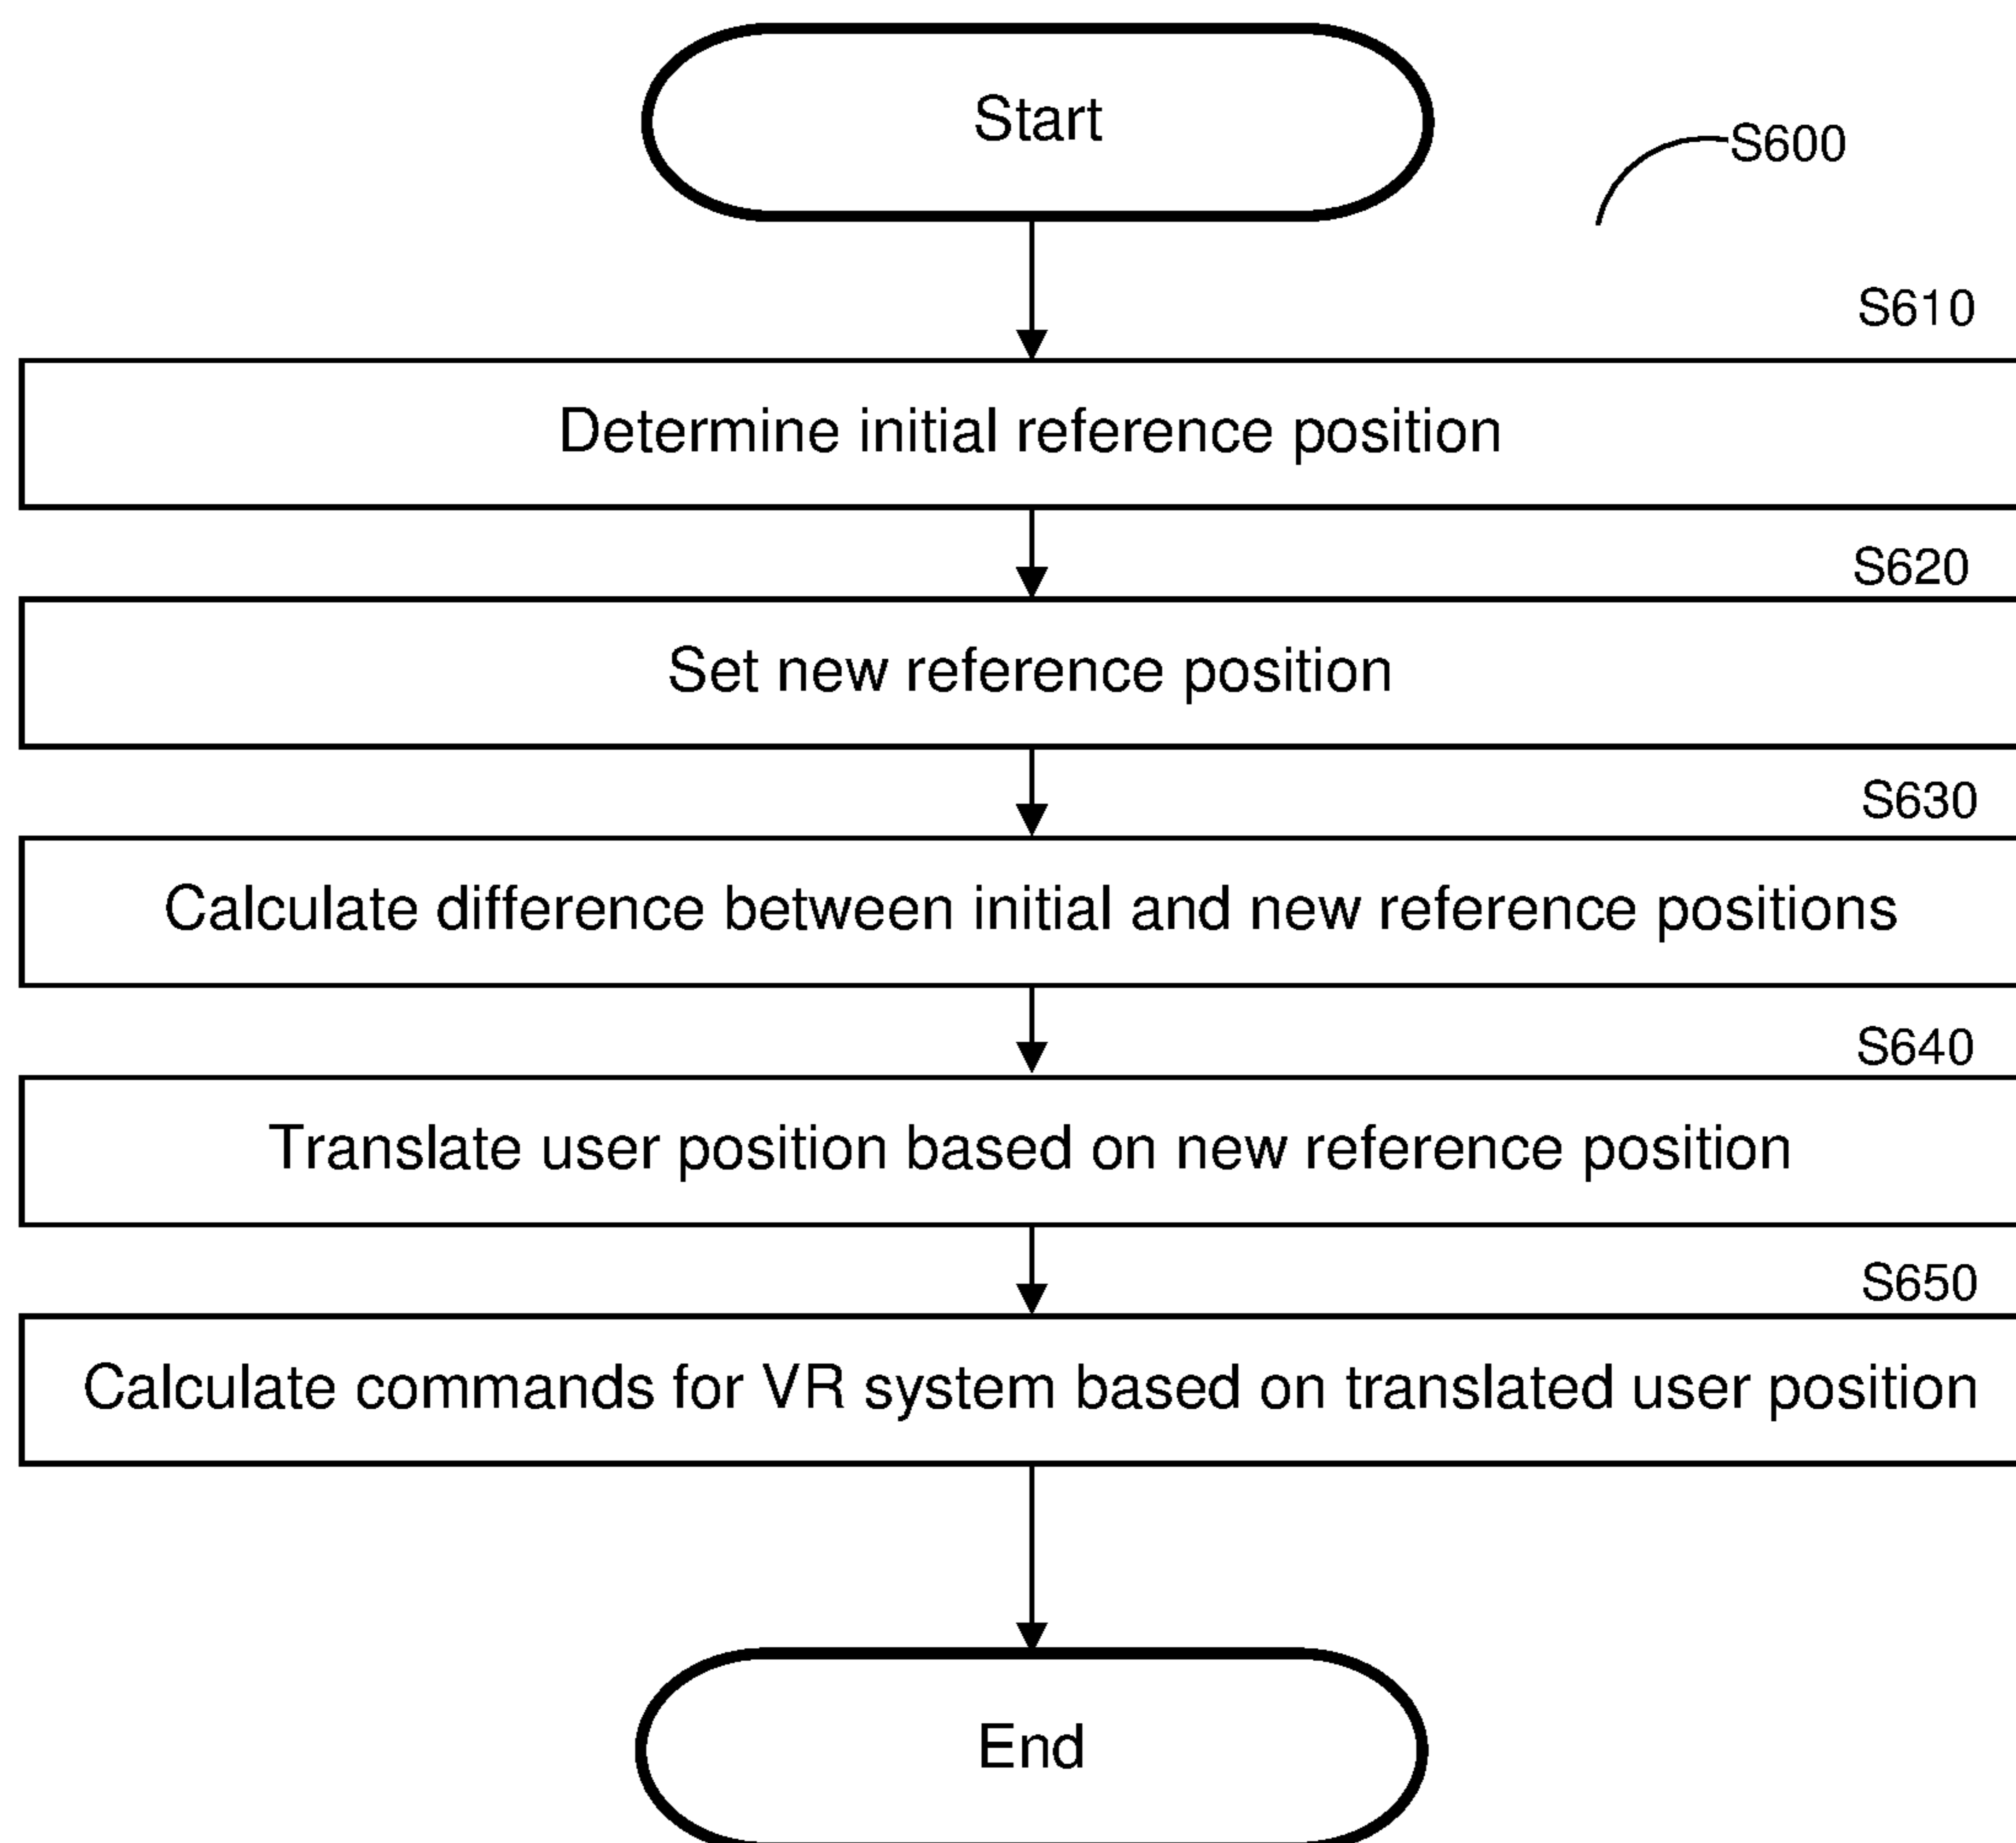 Start
S600
S610
Determine initial reference position
S620
Set new reference position
S630
Calculate difference between initial and new reference positions
S640
Translate user position based on new reference position
S650
Calculate commands for VR system based on translated user position
End